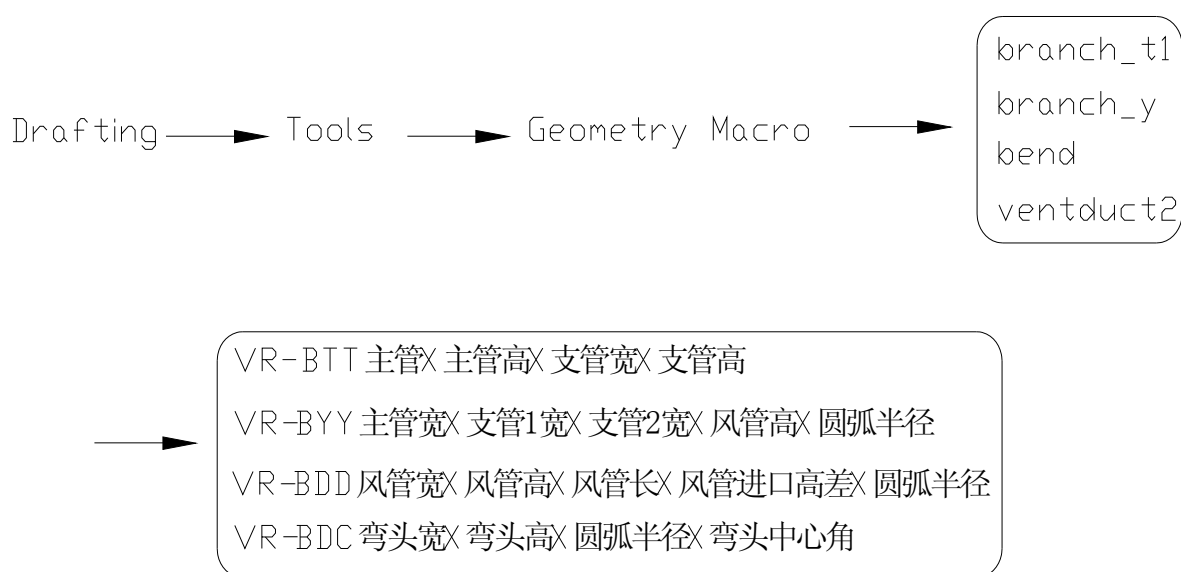 Drafting Tools Geometry Macro
branch_t1
branch_y
bend
ventduct2
VR-BTT 主管X 主管高X 支管宽X 支管高
VR-BYY 主管宽X 支管1宽X 支管2宽X 风管高X 圆弧半径
VR-BDD 风管宽X 风管高X 风管长X 风管进口高差X 圆弧半径
VR-BDC 弯头宽X 弯头高X 圆弧半径X 弯头中心角